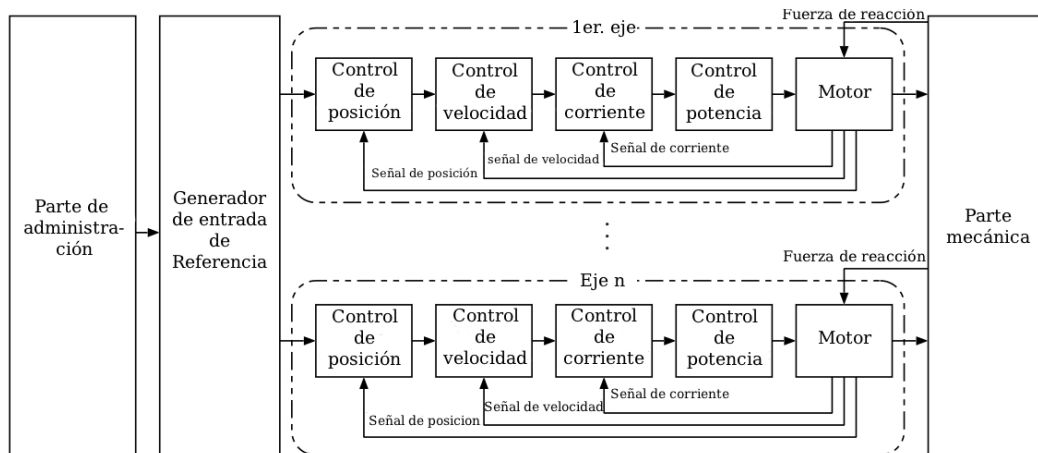 Parte de
administra-
ción
Generador
de entrada
de
Referencia
1er. eje
Fuerza de reacción
Control
de
posición
Control
de
velocidad
Control
de
corriente
Control
de
potencia
Motor
Señal de corriente
señal de velocidad
Señal de posición
Parte
mecánica
Fuerza de reacción
Eje n
Control
de
posición
Control
de
velocidad
Control
de
corriente
Control
de
potencia
Motor
Señal de corriente
Señal de velocidad
Señal de posicion